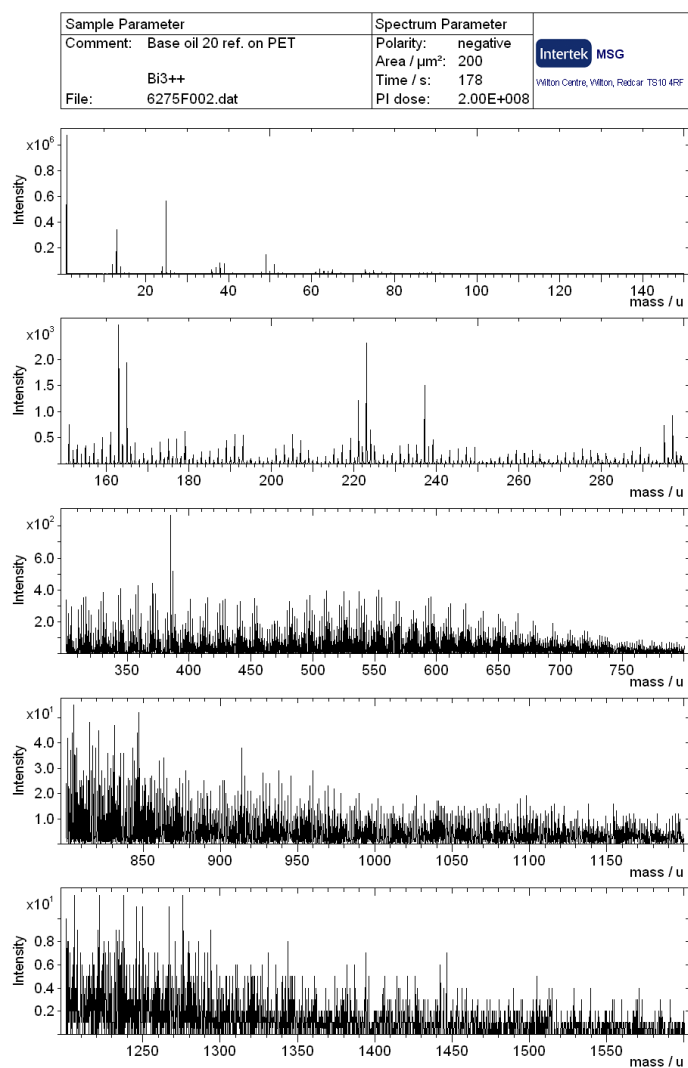 Sample Parameter
Comment: Base oil 20 ref. on PET
Bi3++
File: 6275F002.dat
Spectrum Parameter
Polarity: negative
Area / µm²: 200
Time / s: 178
PI dose: 2.00E+008
Intertek MSG
Wilton Centre, Wilton, Redcar TS10 4RF
x10⁶
0.8
0.6
0.4
0.2
Intensity
20 40 60 80 100 120 140
mass / u
x10³
2.0
1.5
1.0
0.5
Intensity
160 180 200 220 240 260 280
mass / u
x10²
6.0
4.0
2.0
Intensity
350 400 450 500 550 600 650 700 750
mass / u
x10¹
4.0
3.0
2.0
1.0
Intensity
850 900 950 1000 1050 1100 1150
mass / u
x10¹
0.8
0.6
0.4
0.2
Intensity
1250 1300 1350 1400 1450 1500 1550
mass / u